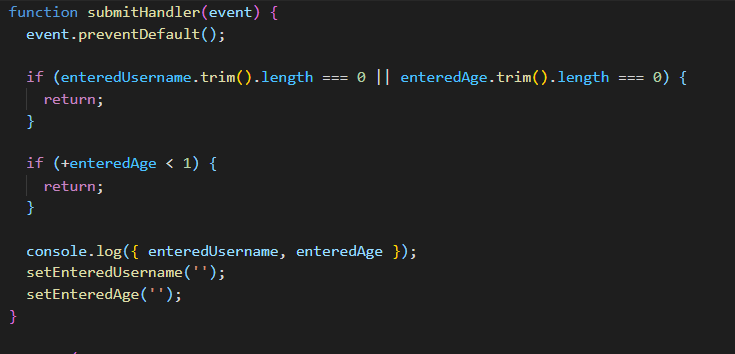 function submitHandler(event) {
  event.preventDefault();

  if (enteredUsername.trim().length === 0 || enteredAge.trim().length === 0) {
    return;
  }

  if (+enteredAge < 1) {
    return;
  }

  console.log({ enteredUsername, enteredAge });
  setEnteredUsername('');
  setEnteredAge('');
}